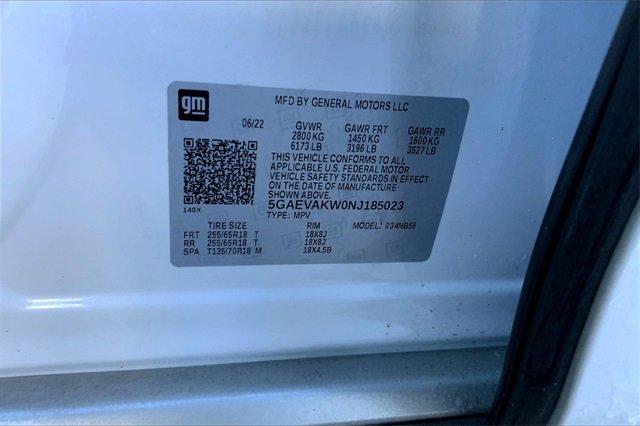 gm
MFD BY GENERAL MOTORS LLC
06/22 GVWR GAWR FRT GAWR RR
2800 KG 1450 KG 1600 KG
6173 LB 3196 LB 3527 LB
THIS VEHICLE CONFORMS TO ALL
APPLICABLE U.S. FEDERAL MOTOR
VEHICLE SAFETY STANDARDS IN EFFECT
ON THE DATE OF MANUFACTURE
SHOWN ABOVE.
140X 5GAEVAKW0NJ185023
TYPE: MPV MODEL: 034NB56
TIRE SIZE RIM
FRT 255/65R18 T 18X8J
RR 255/65R18 T 18X8J
SPA T135/70R18 M 18X4.5B